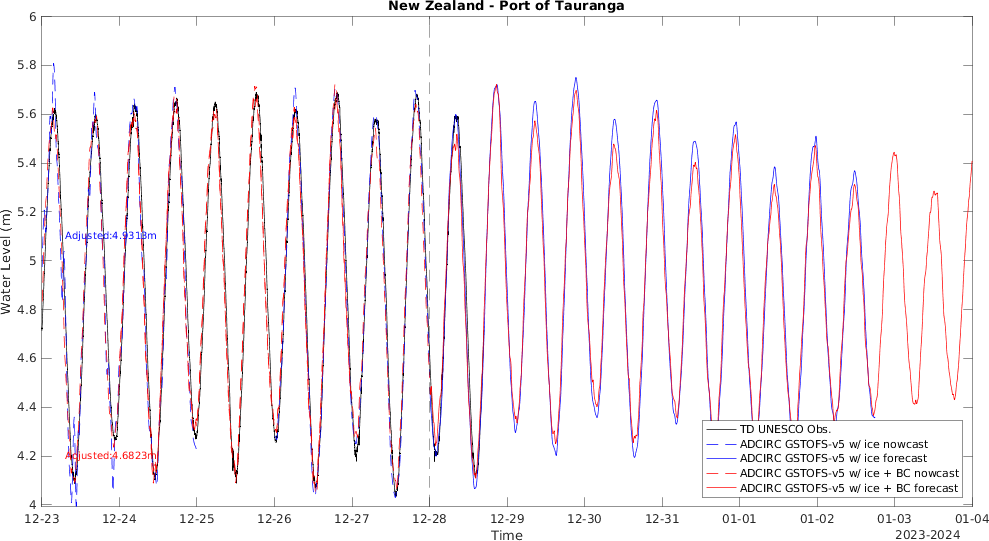 New Zealand - Port of Tauranga
6
5.8
5.6
5.4
5.2
5
4.8
4.6
4.4
4.2
4
Water Level (m)
Adjusted:4.9313m
Adjusted:4.6823m
TD UNESCO Obs.
ADCIRC GSTOFS-v5 w/ ice nowcast
ADCIRC GSTOFS-v5 w/ ice forecast
ADCIRC GSTOFS-v5 w/ ice + BC nowcast
ADCIRC GSTOFS-v5 w/ ice + BC forecast
12-23 12-24 12-25 12-26 12-27 12-28 12-29 12-30 12-31 01-01 01-02 01-03 01-04
Time
2023-2024